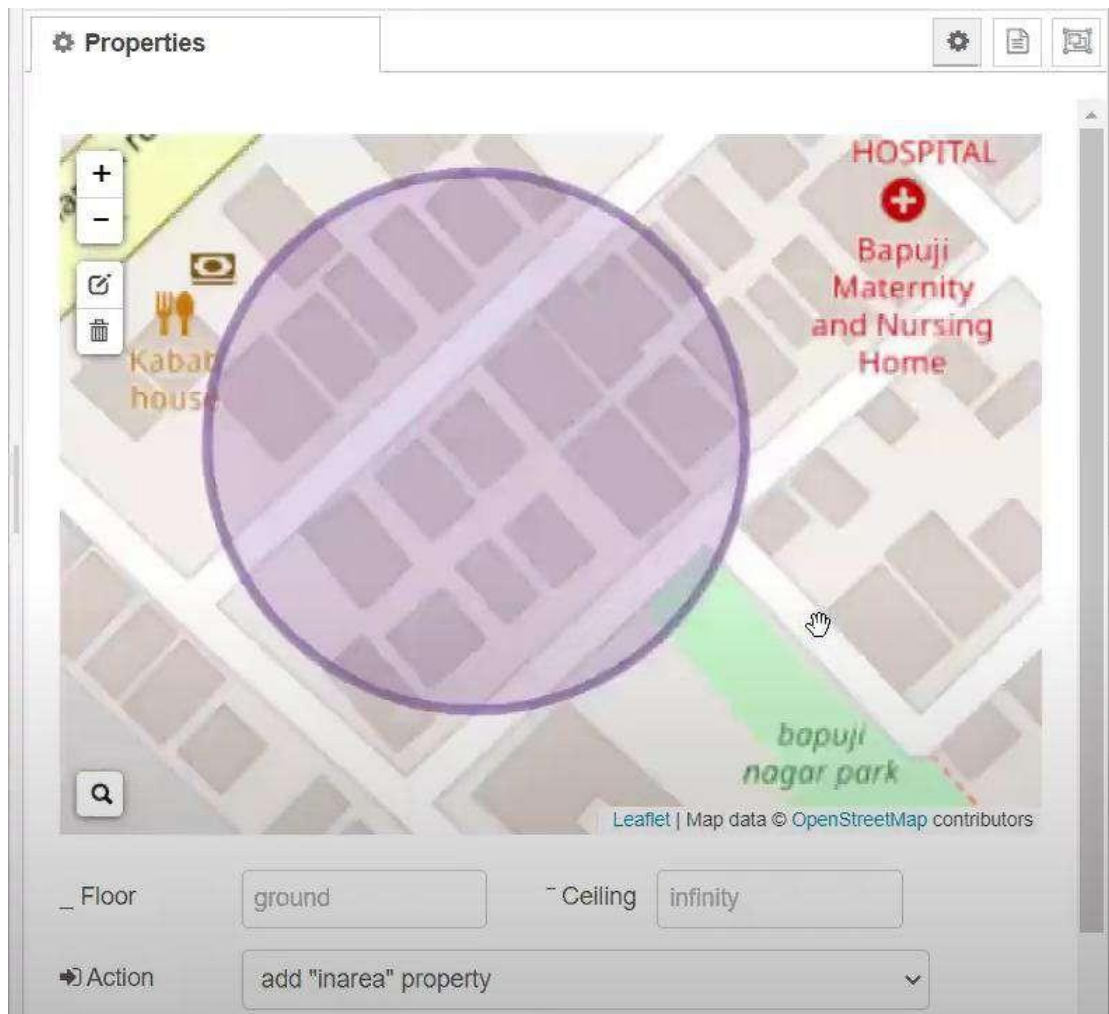 Properties
+
−
HOSPITAL
Bapuji
Maternity
and Nursing
Home
Kabab
house
bapuji
nagar park
Leaflet | Map data © OpenStreetMap contributors
_ Floor ground ¯ Ceiling infinity
Action add "inarea" property